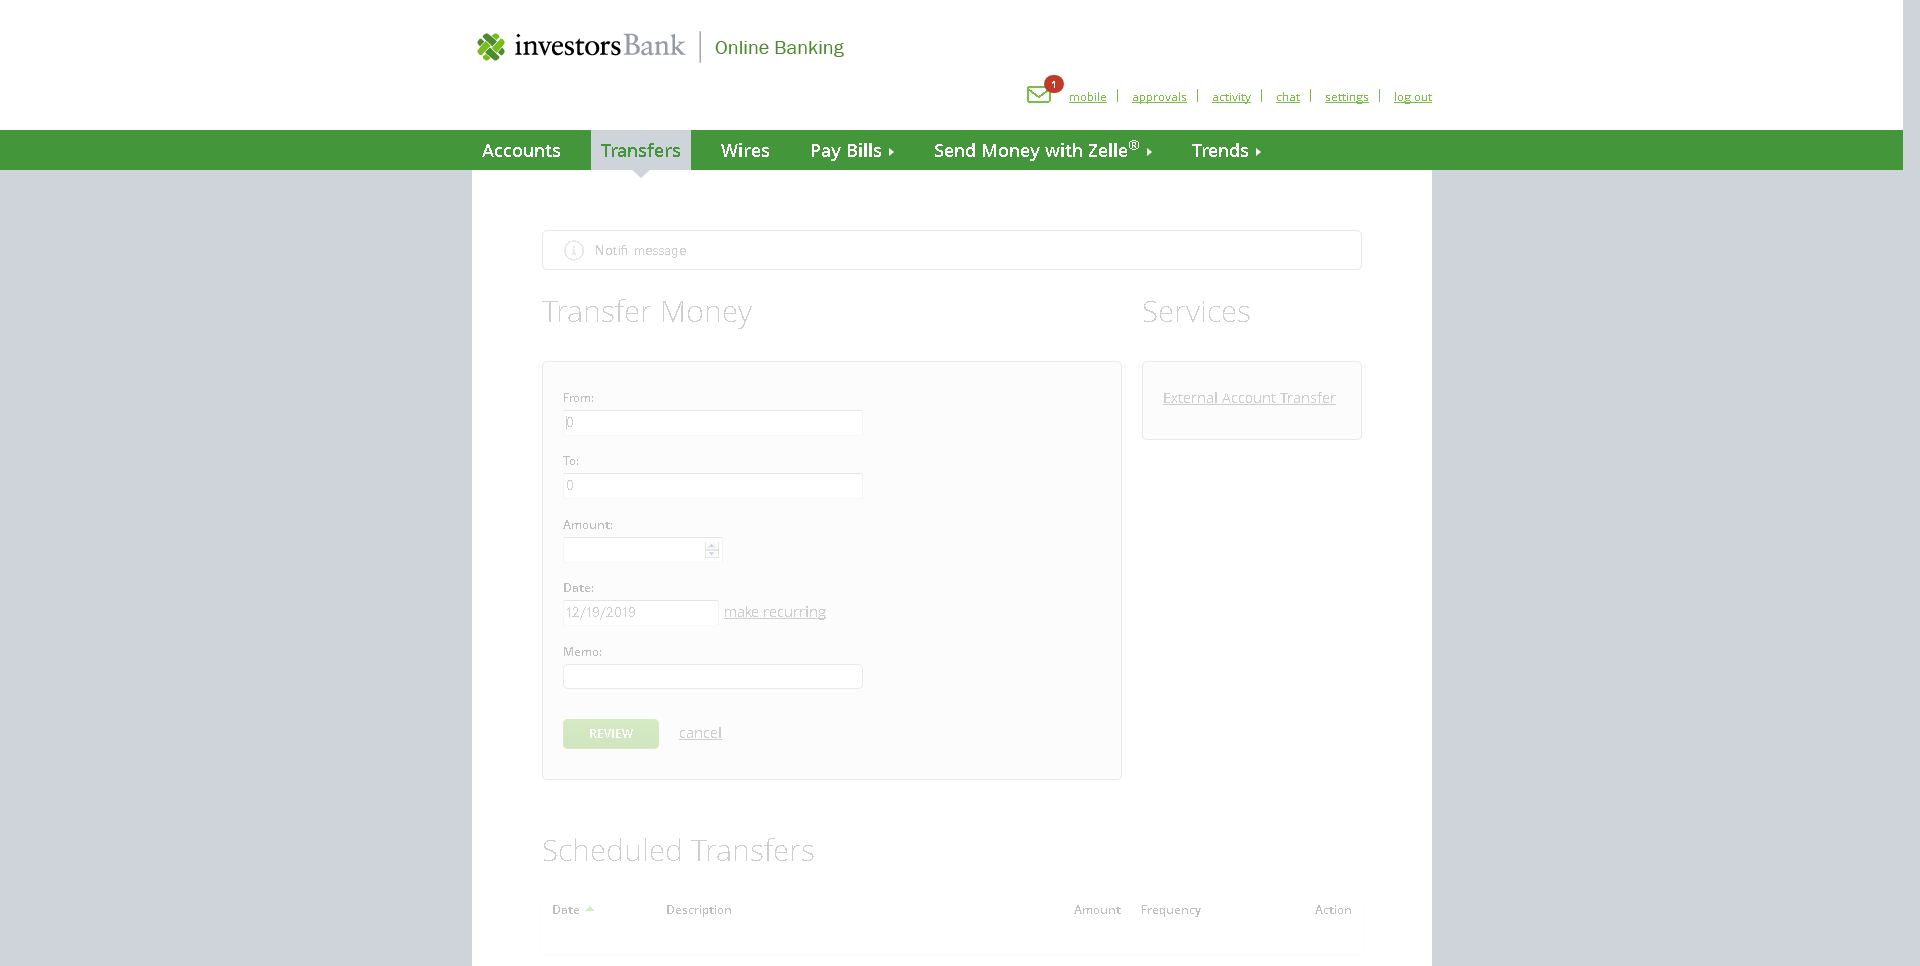 investorsBank Online Banking
1
mobile approvals activity chat settings log out
Accounts Transfers Wires Pay Bills Send Money with Zelle® Trends
Notifi message
Transfer Money
Services
From:
0
External Account Transfer
To:
0
Amount:
Date:
12/19/2019 make recurring
Memo:
REVIEW cancel
Scheduled Transfers
Date Description Amount Frequency Action